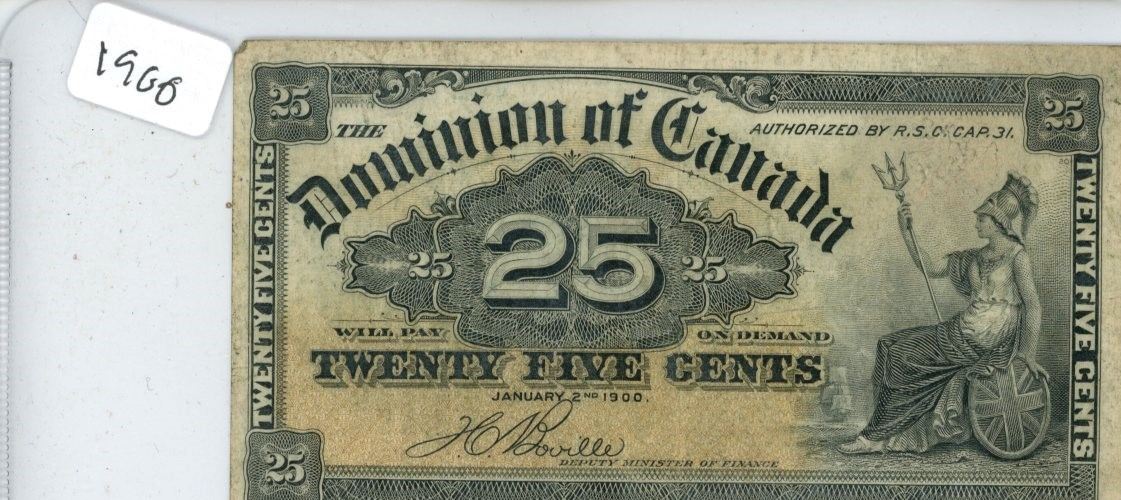 1900
25
25
THE Dominion of Canada
AUTHORIZED BY R.S.C. CAP. 31.
TWENTY FIVE CENTS
25
25
25
TWENTY FIVE CENTS
WILL PAY ON DEMAND
TWENTY FIVE CENTS
JANUARY 2ND 1900.
H C Boville
DEPUTY MINISTER OF FINANCE
25